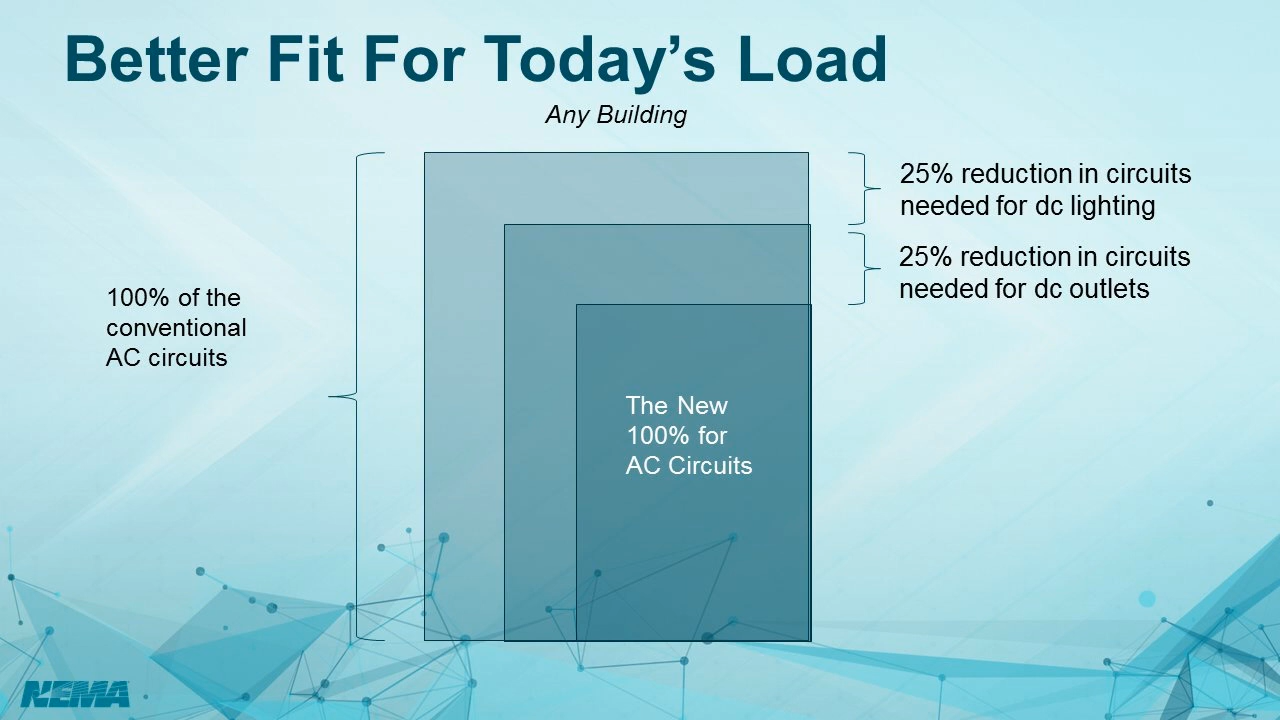 Better Fit For Today’s Load
Any Building
100% of the
conventional
AC circuits
25% reduction in circuits
needed for dc lighting
25% reduction in circuits
needed for dc outlets
The New
100% for
AC Circuits
NEMA